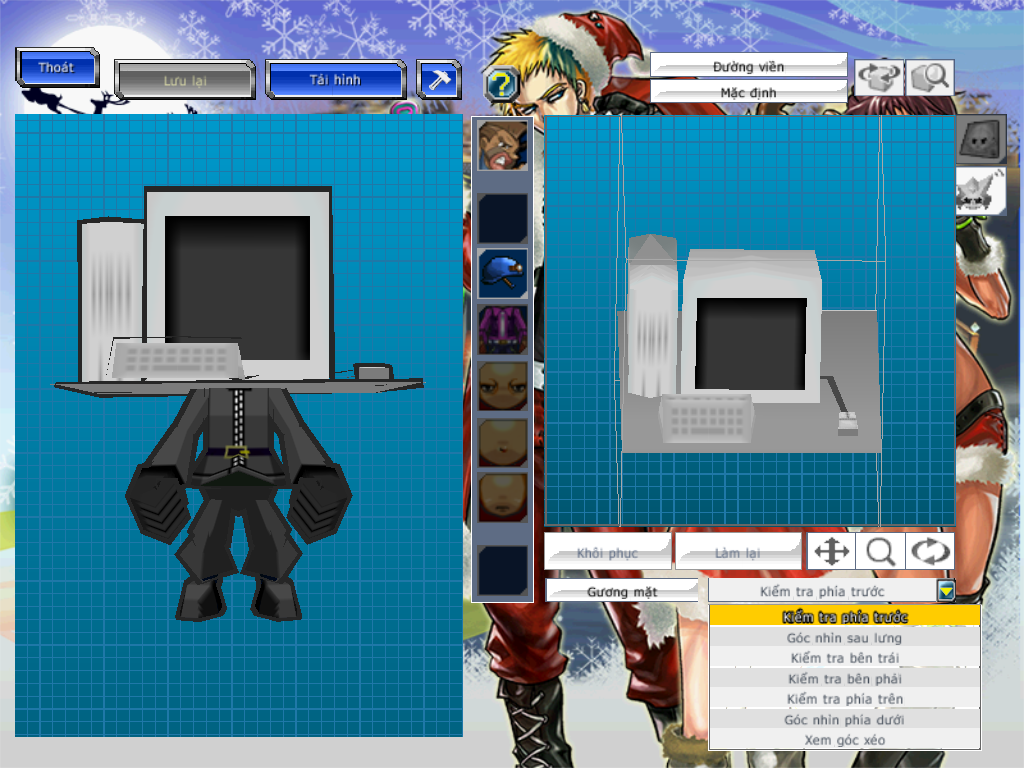 Thoát
Lưu lại
Tải hình
Đường viền
Mặc định
Khôi phục
Làm lại
Gương mặt
Kiểm tra phía trước
Kiểm tra phía trước
Góc nhìn sau lưng
Kiểm tra bên trái
Kiểm tra bên phải
Kiểm tra phía trên
Góc nhìn phía dưới
Xem góc xéo